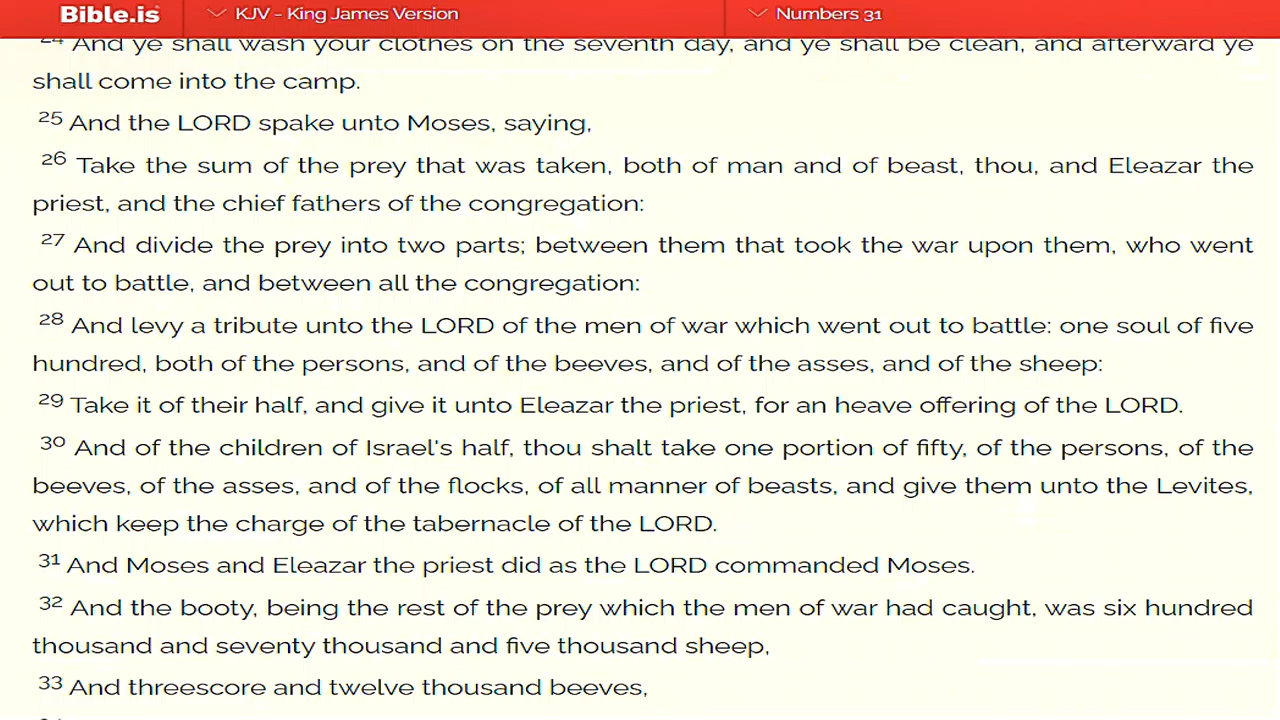 Bible.is KJV - King James Version Numbers 31
24 And ye shall wash your clothes on the seventh day, and ye shall be clean, and afterward ye
shall come into the camp.
25 And the LORD spake unto Moses, saying,
26 Take the sum of the prey that was taken, both of man and of beast, thou, and Eleazar the
priest, and the chief fathers of the congregation:
27 And divide the prey into two parts; between them that took the war upon them, who went
out to battle, and between all the congregation:
28 And levy a tribute unto the LORD of the men of war which went out to battle: one soul of five
hundred, both of the persons, and of the beeves, and of the asses, and of the sheep:
29 Take it of their half, and give it unto Eleazar the priest, for an heave offering of the LORD.
30 And of the children of Israel's half, thou shalt take one portion of fifty, of the persons, of the
beeves, of the asses, and of the flocks, of all manner of beasts, and give them unto the Levites,
which keep the charge of the tabernacle of the LORD.
31 And Moses and Eleazar the priest did as the LORD commanded Moses.
32 And the booty, being the rest of the prey which the men of war had caught, was six hundred
thousand and seventy thousand and five thousand sheep,
33 And threescore and twelve thousand beeves,